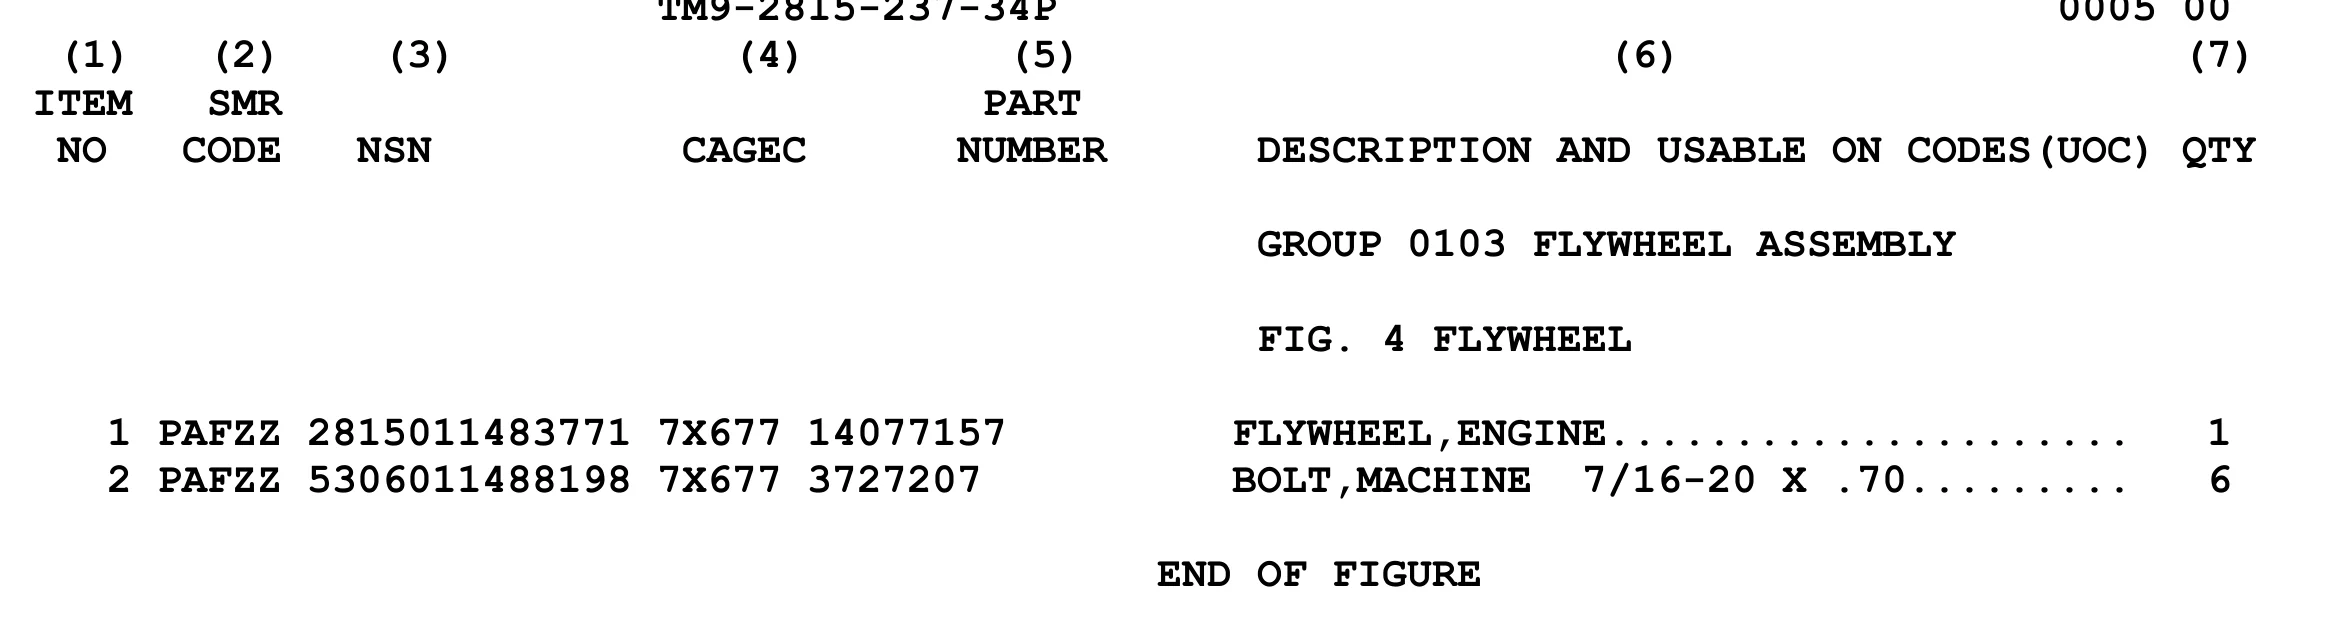 TM9-2815-237-34P 0005 00
(1) (2) (3) (4) (5) (6) (7)
ITEM SMR PART
NO CODE NSN CAGEC NUMBER DESCRIPTION AND USABLE ON CODES(UOC) QTY
GROUP 0103 FLYWHEEL ASSEMBLY
FIG. 4 FLYWHEEL
1 PAFZZ 2815011483771 7X677 14077157 FLYWHEEL,ENGINE..................... 1
2 PAFZZ 5306011488198 7X677 3727207 BOLT,MACHINE 7/16-20 X .70......... 6
END OF FIGURE